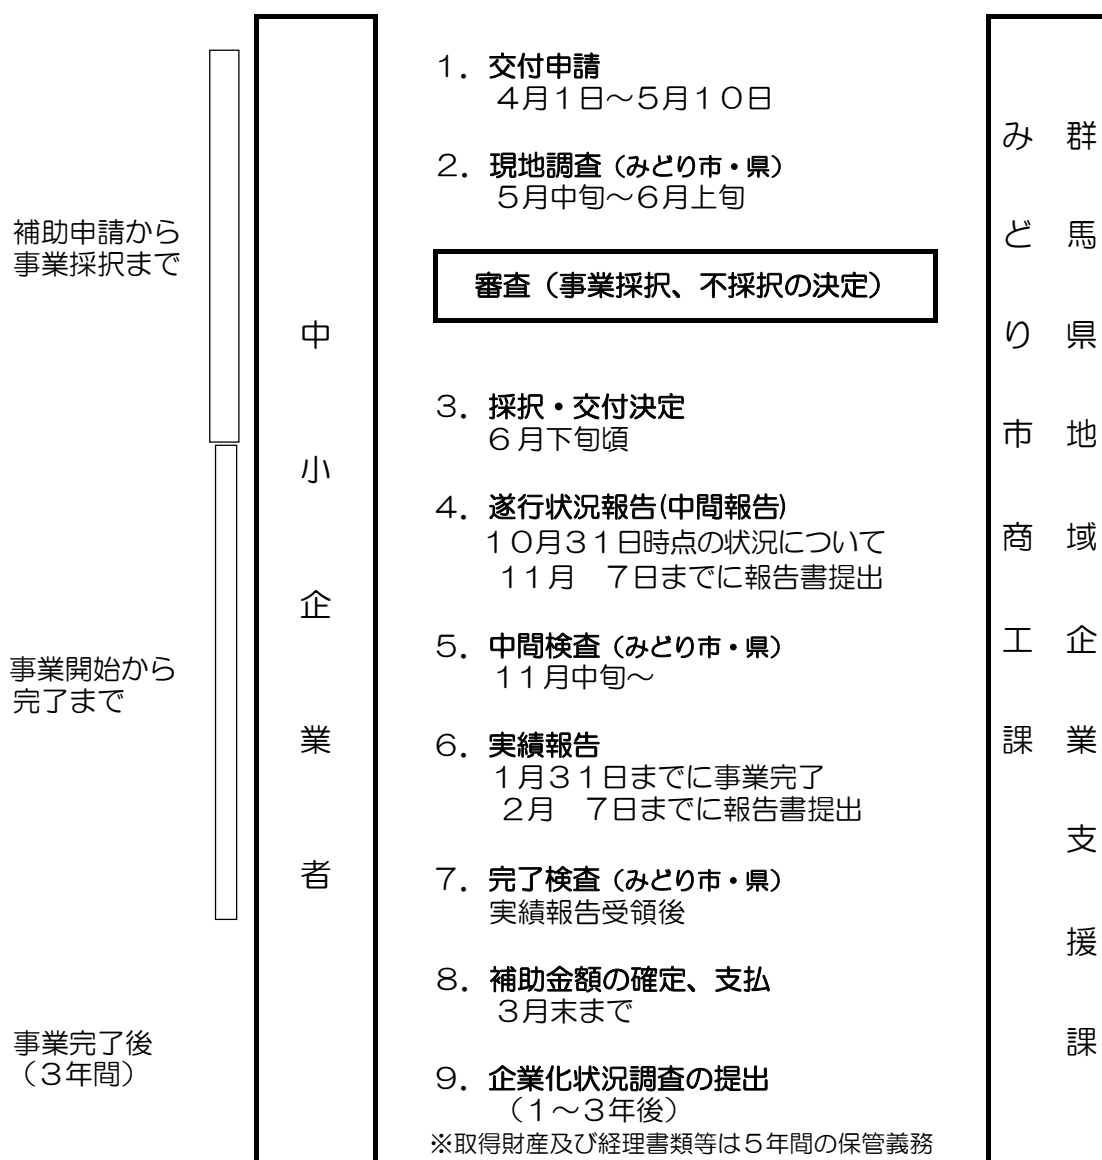 補助申請から
事業採択まで
事業開始から
完了まで
事業完了後
（３年間）
中小企業者
１．交付申請
４月１日～５月１０日
２．現地調査（みどり市・県）
５月中旬～６月上旬
審査（事業採択、不採択の決定）
３．採択・交付決定
６月下旬頃
４．遂行状況報告(中間報告)
１０月３１日時点の状況について
１１月　７日までに報告書提出
５．中間検査（みどり市・県）
１１月中旬～
６．実績報告
１月３１日までに事業完了
２月　７日までに報告書提出
７．完了検査（みどり市・県）
実績報告受領後
８．補助金額の確定、支払
３月末まで
９．企業化状況調査の提出
（１～３年後）
※取得財産及び経理書類等は５年間の保管義務
群馬県地域企業支援課
みどり市商工課